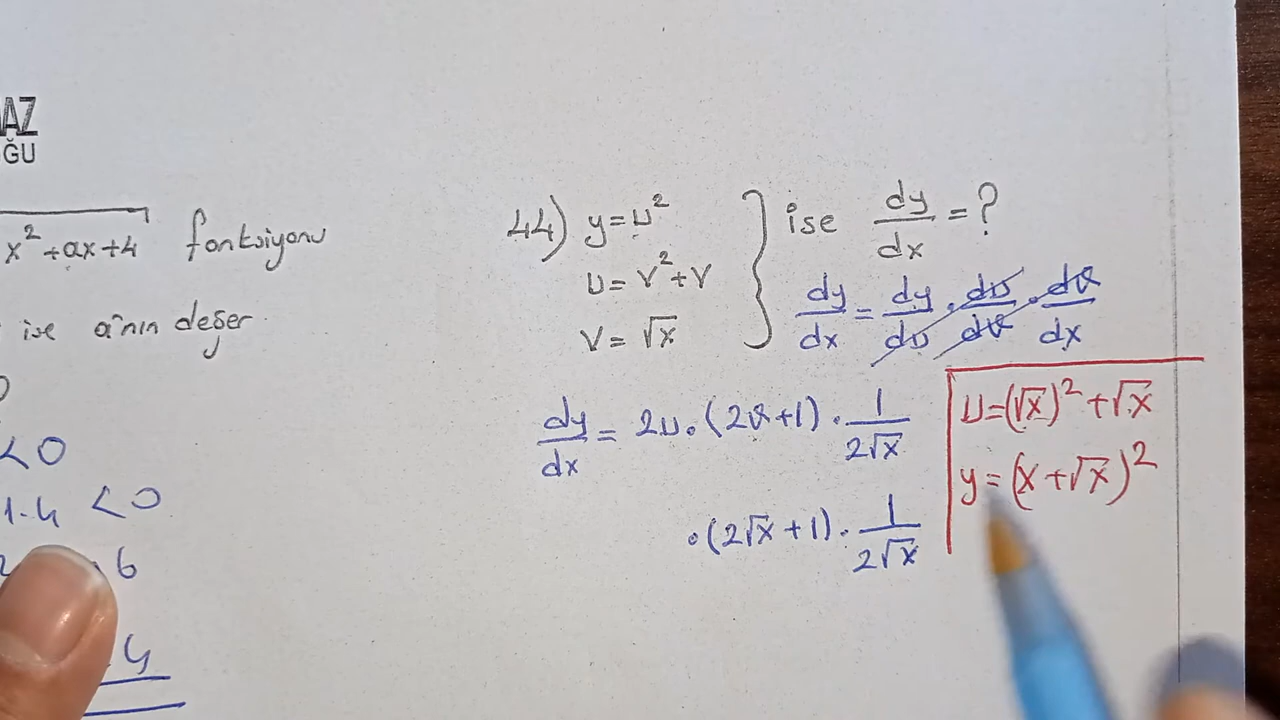 AZ
ĞU
x²+ax+4 fonksiyonu
ise a'nın değer
<0
1.4 <0
6
4
44) y=u²
u=v²+v
v=√x
ise dy/dx=?
dy/dx = dy/du · du/dv · dv/dx
dy/dx = 2u·(2v+1)·1/(2√x)
·(2√x+1)·1/(2√x)
u=(√x)²+√x
y=(x+√x)²